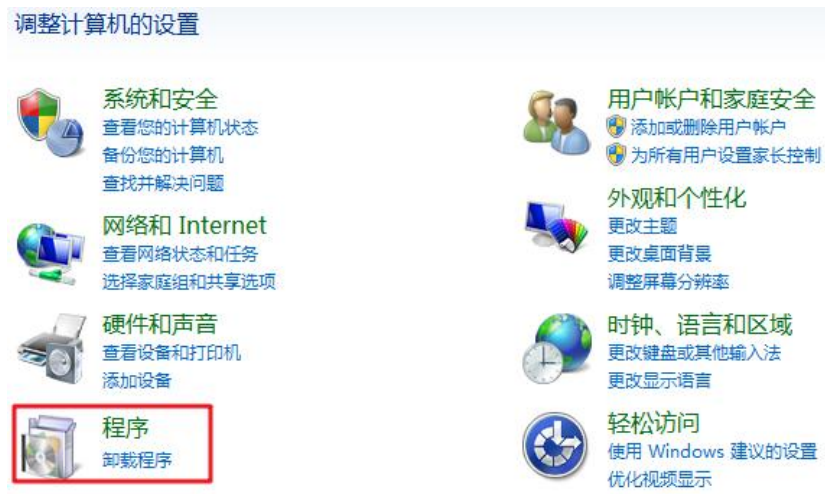 调整计算机的设置
系统和安全
查看您的计算机状态
备份您的计算机
查找并解决问题
网络和 Internet
查看网络状态和任务
选择家庭组和共享选项
硬件和声音
查看设备和打印机
添加设备
程序
卸载程序
用户帐户和家庭安全
添加或删除用户帐户
为所有用户设置家长控制
外观和个性化
更改主题
更改桌面背景
调整屏幕分辨率
时钟、语言和区域
更改键盘或其他输入法
更改显示语言
轻松访问
使用 Windows 建议的设置
优化视频显示